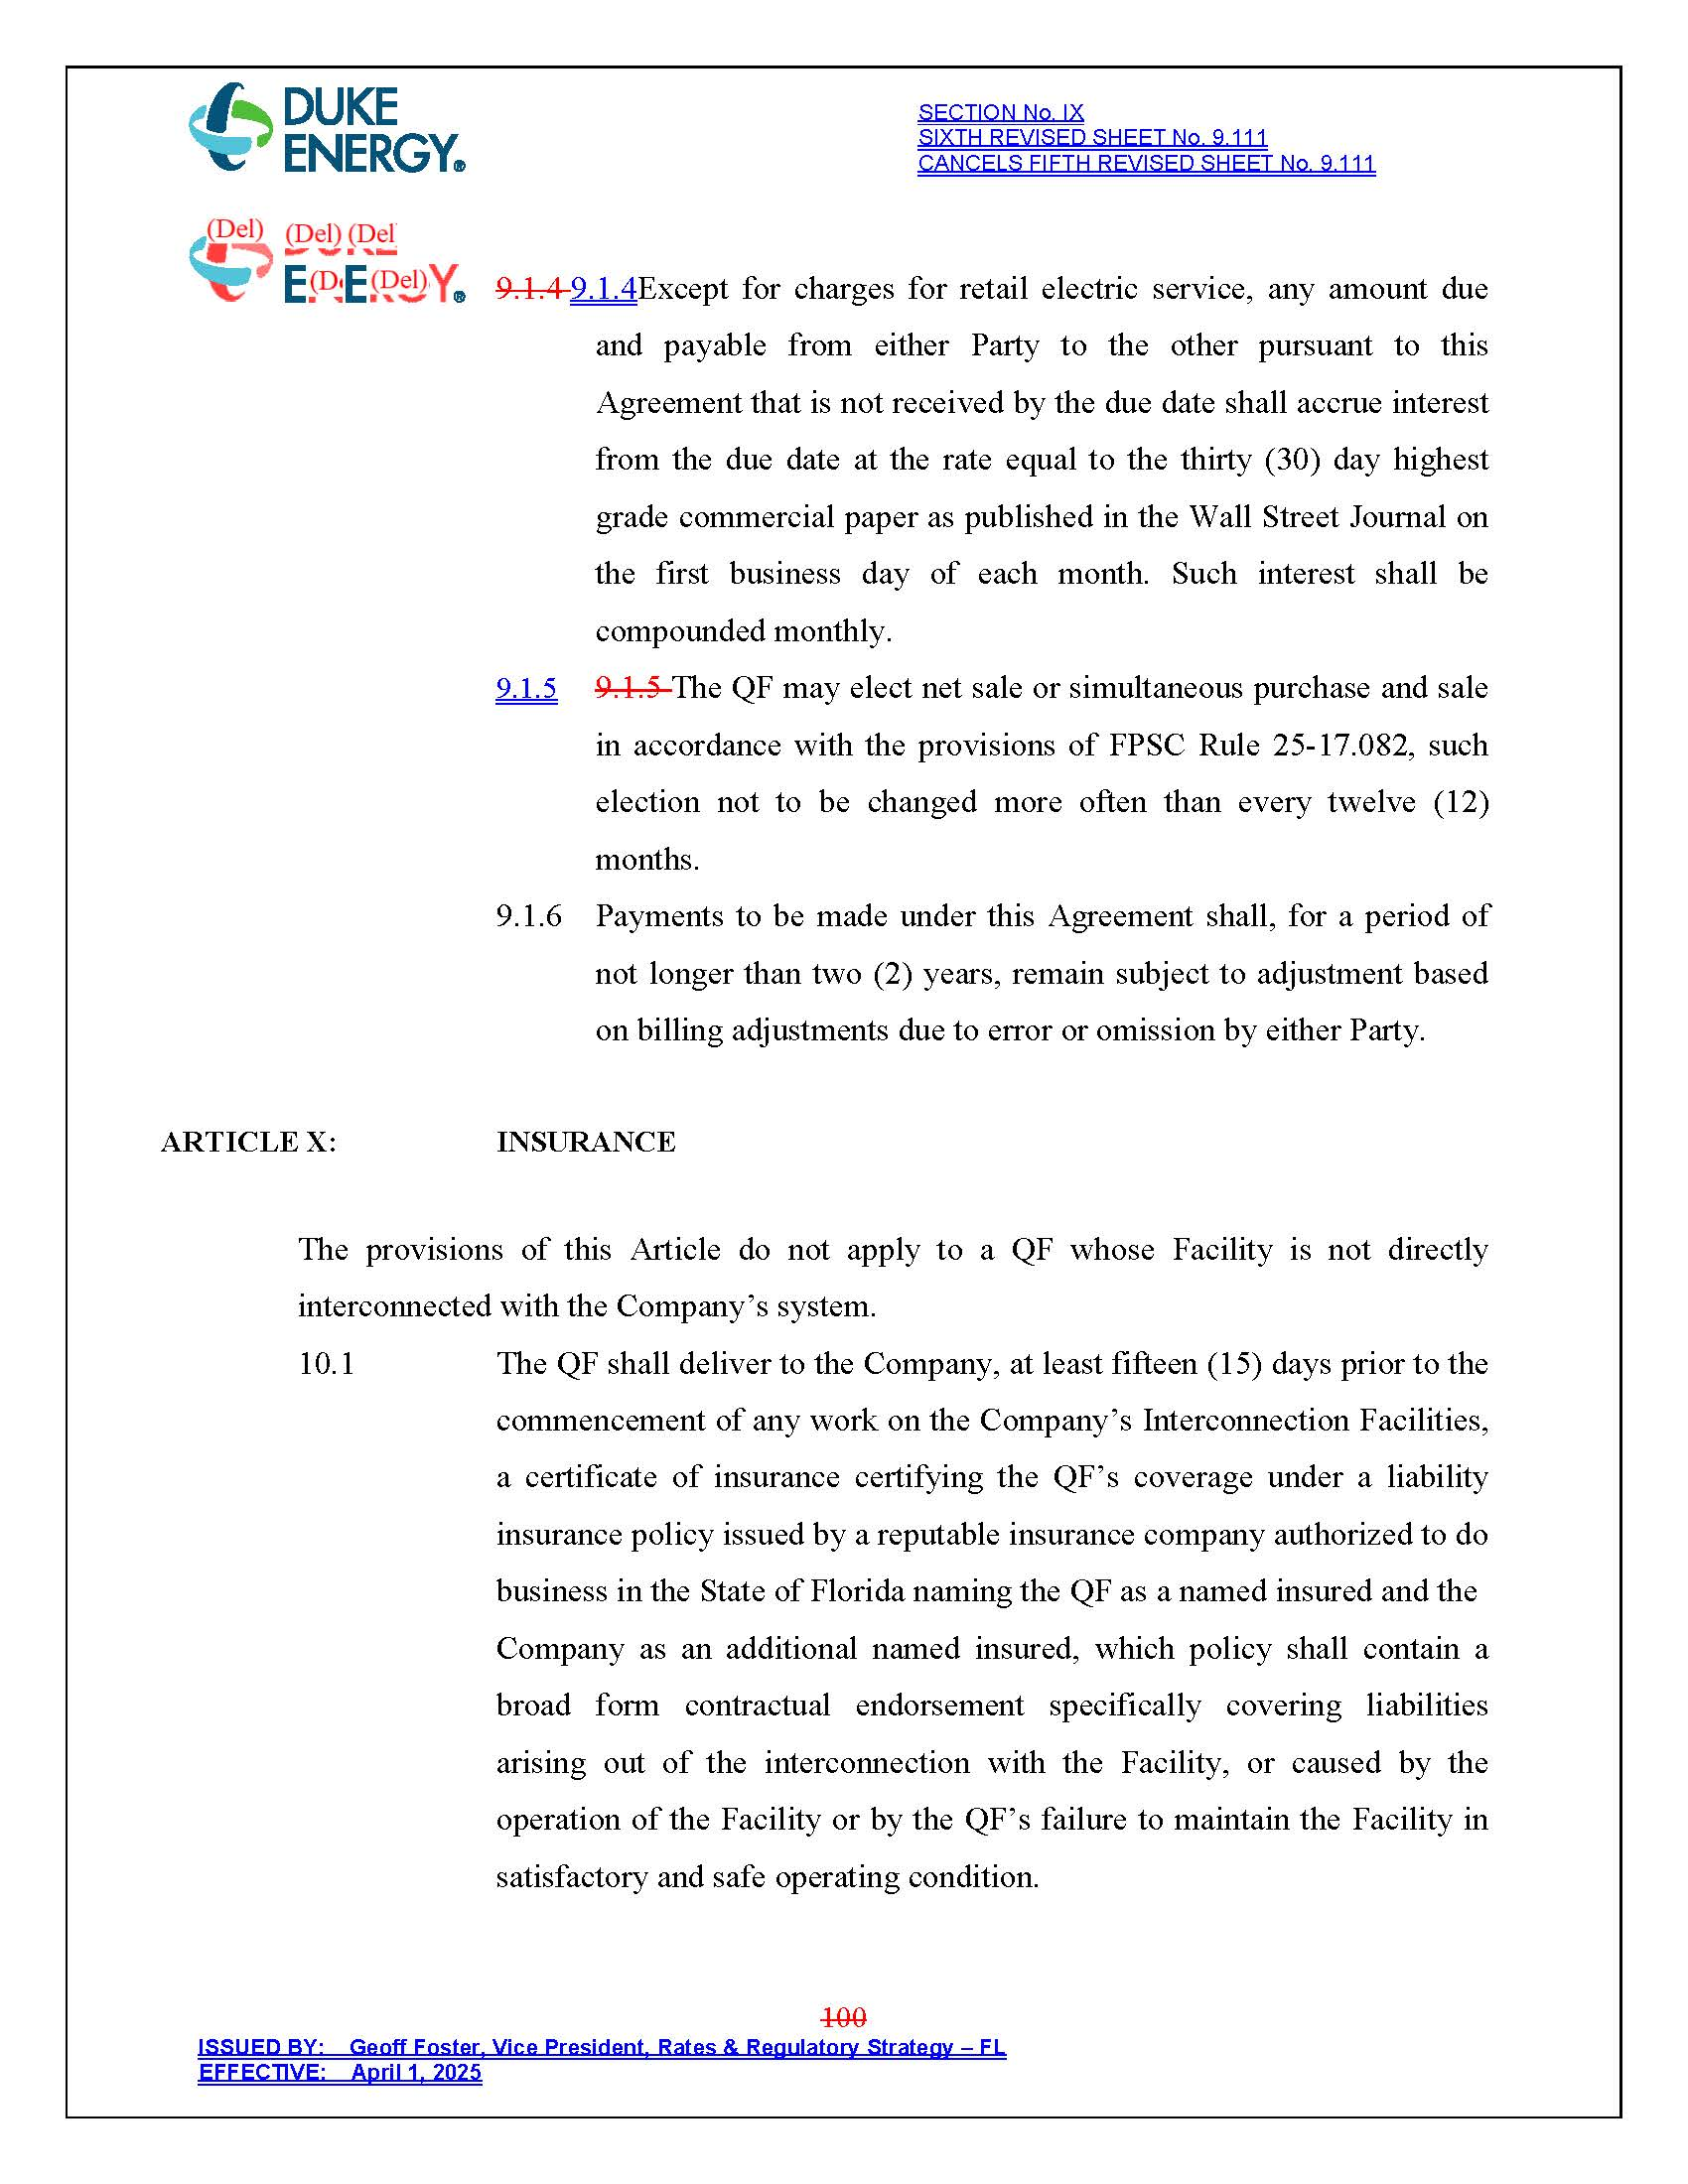 DUKE
ENERGY®
SECTION No. IX
SIXTH REVISED SHEET No. 9.111
CANCELS FIFTH REVISED SHEET No. 9.111
(Del) (Del) (Del
(D (Del)
9.1.4 9.1.4Except for charges for retail electric service, any amount due
and payable from either Party to the other pursuant to this
Agreement that is not received by the due date shall accrue interest
from the due date at the rate equal to the thirty (30) day highest
grade commercial paper as published in the Wall Street Journal on
the first business day of each month. Such interest shall be
compounded monthly.
9.1.5 9.1.5 The QF may elect net sale or simultaneous purchase and sale
in accordance with the provisions of FPSC Rule 25-17.082, such
election not to be changed more often than every twelve (12)
months.
9.1.6 Payments to be made under this Agreement shall, for a period of
not longer than two (2) years, remain subject to adjustment based
on billing adjustments due to error or omission by either Party.
ARTICLE X: INSURANCE
The provisions of this Article do not apply to a QF whose Facility is not directly
interconnected with the Company’s system.
10.1 The QF shall deliver to the Company, at least fifteen (15) days prior to the
commencement of any work on the Company’s Interconnection Facilities,
a certificate of insurance certifying the QF’s coverage under a liability
insurance policy issued by a reputable insurance company authorized to do
business in the State of Florida naming the QF as a named insured and the
Company as an additional named insured, which policy shall contain a
broad form contractual endorsement specifically covering liabilities
arising out of the interconnection with the Facility, or caused by the
operation of the Facility or by the QF’s failure to maintain the Facility in
satisfactory and safe operating condition.
100
ISSUED BY: Geoff Foster, Vice President, Rates & Regulatory Strategy – FL
EFFECTIVE: April 1, 2025